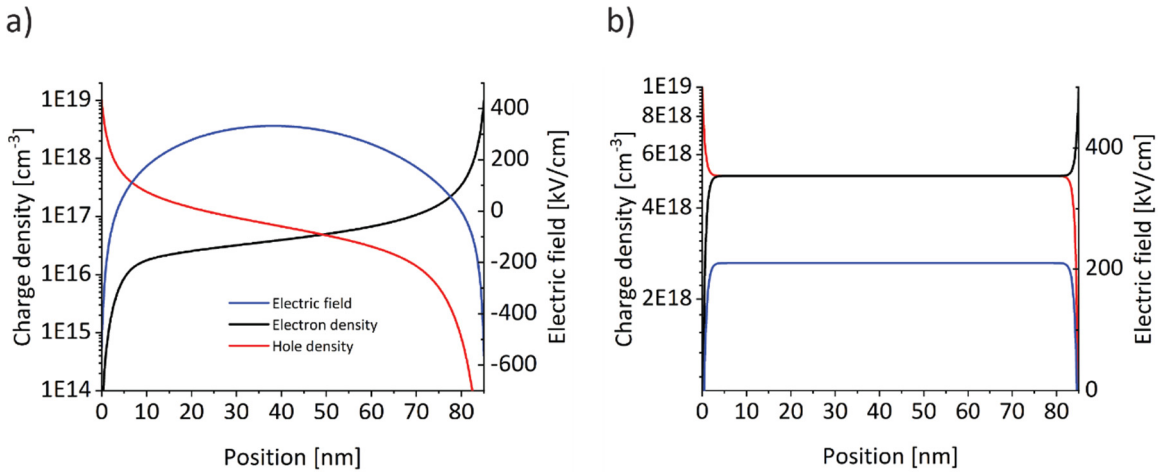 a)
Charge density [cm⁻³]
1E19
1E18
1E17
1E16
1E15
1E14
Electric field
Electron density
Hole density
400
200
0
-200
-400
-600
Electric field [kV/cm]
0 10 20 30 40 50 60 70 80
Position [nm]
b)
Charge density [cm⁻³]
1E19
8E18
6E18
4E18
2E18
400
200
0
Electric field [kV/cm]
0 10 20 30 40 50 60 70 80
Position [nm]